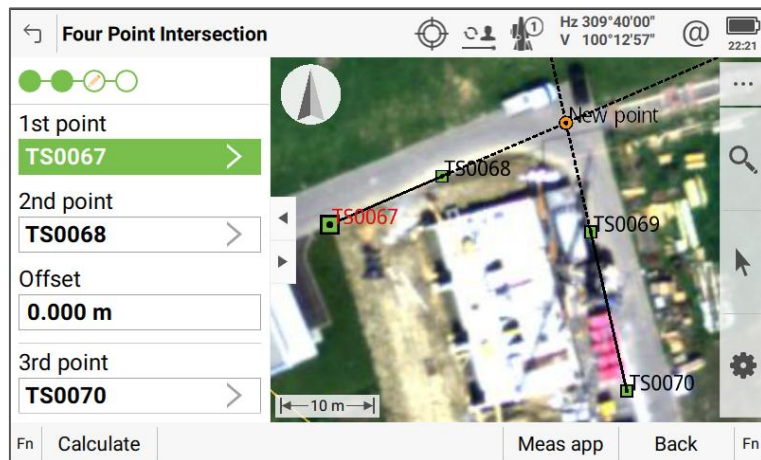 Four Point Intersection
1
Hz 309°40'00"
V 100°12'57"
@
22:21
1st point
TS0067
2nd point
TS0068
Offset
0.000 m
3rd point
TS0070
New point
TS0068
TS0067
TS0069
TS0070
10 m
Fn
Calculate
Meas app
Back
Fn